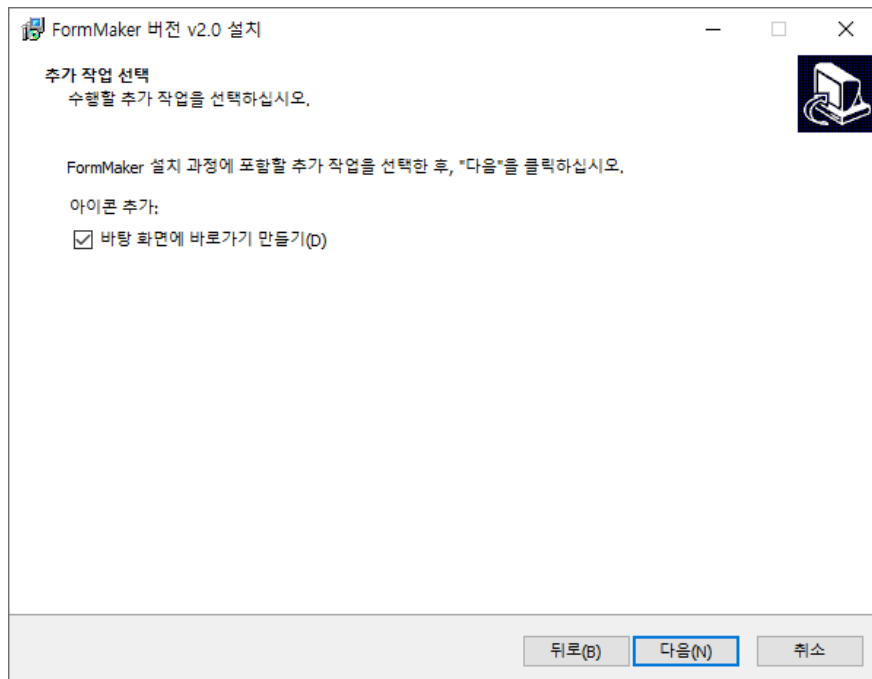 FormMaker 버전 v2.0 설치
추가 작업 선택
수행할 추가 작업을 선택하십시오.
FormMaker 설치 과정에 포함할 추가 작업을 선택한 후, "다음"을 클릭하십시오.
아이콘 추가:
바탕 화면에 바로가기 만들기(D)
뒤로(B) 다음(N) 취소